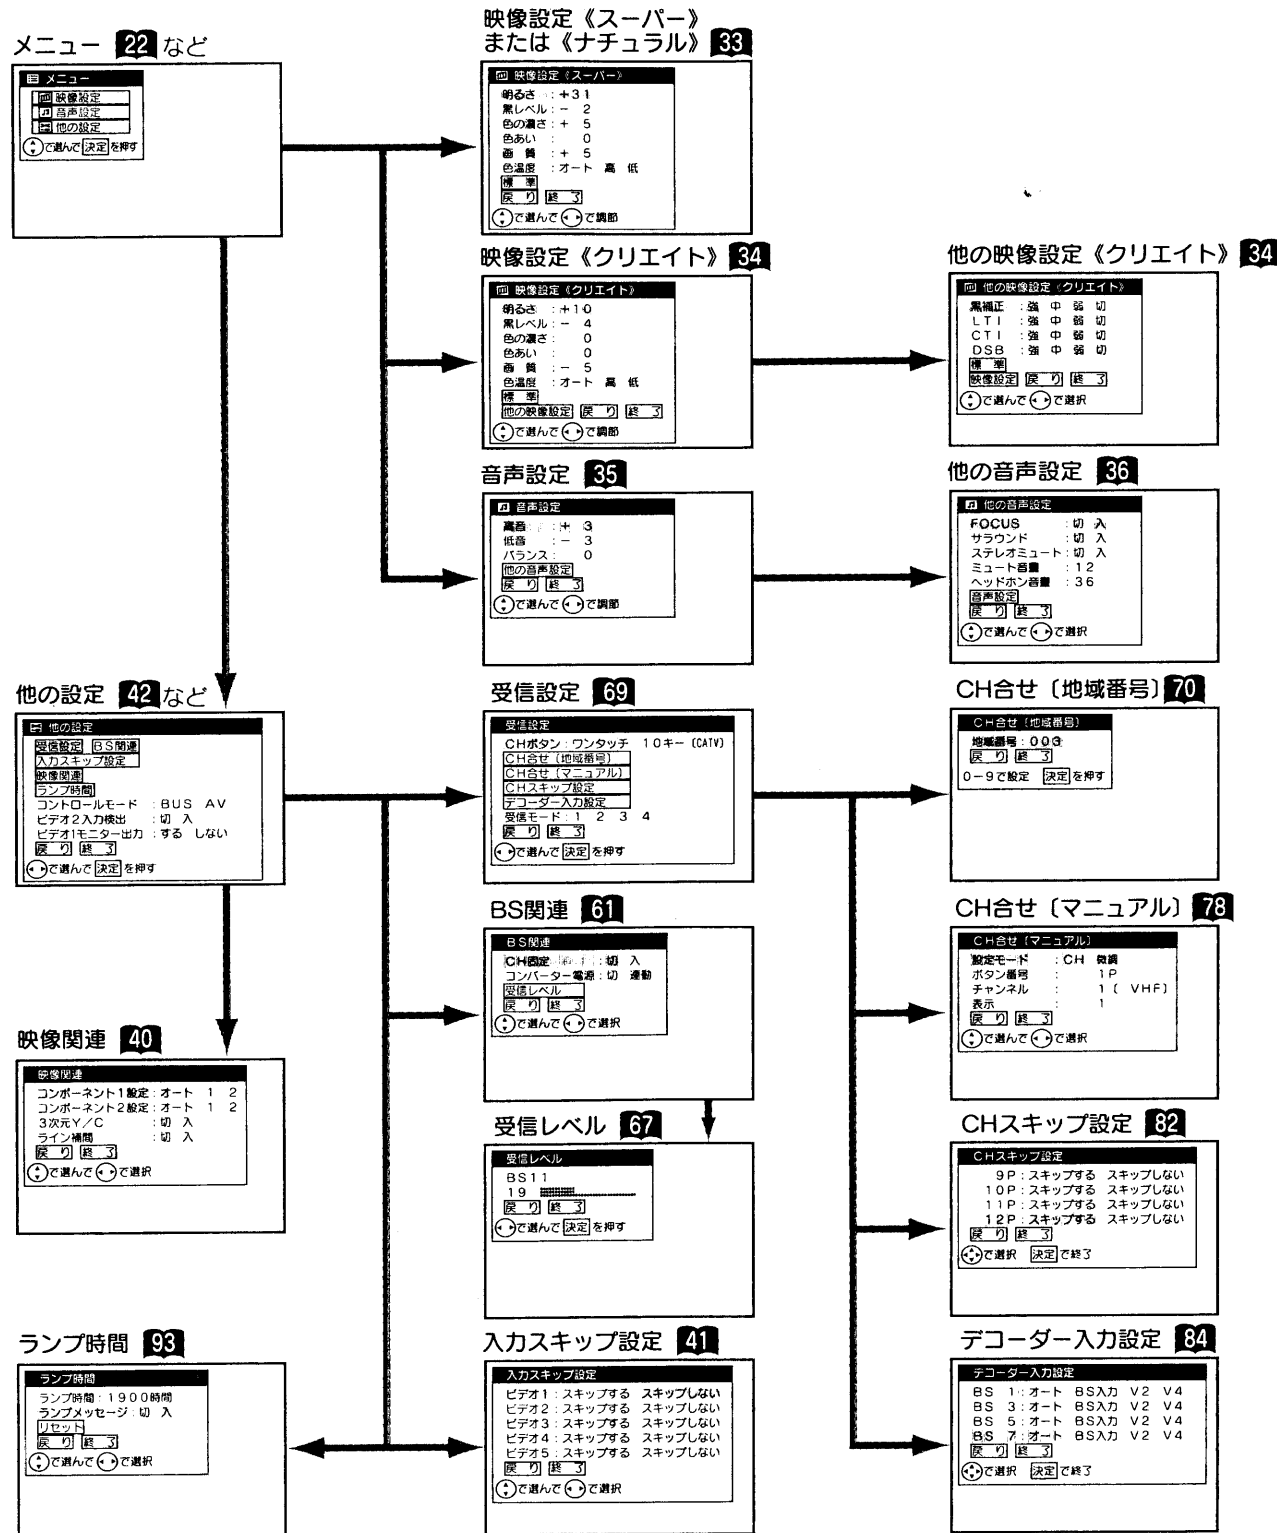 メニュー 22 など
メニュー
映像設定
音声設定
他の設定
で選んで 決定 を押す
映像設定《スーパー》
または《ナチュラル》 33
映像設定《スーパー》
明るさ :+31
黒レベル:− 2
色の濃さ:+ 5
色あい : 0
画 質 :+ 5
色温度 :オート 高 低
標 準
戻 り 終 了
で選んで で調節
映像設定《クリエイト》 34
映像設定《クリエイト》
明るさ :+10
黒レベル:− 4
色の濃さ: 0
色あい : 0
画 質 :− 5
色温度 :オート 高 低
標 準
他の映像設定 戻 り 終 了
で選んで で調節
他の映像設定《クリエイト》 34
他の映像設定《クリエイト》
黒補正 :強 中 弱 切
LTI :強 中 弱 切
CTI :強 中 弱 切
DSB :強 中 弱 切
標 準
映像設定 戻 り 終 了
で選んで で選択
音声設定 35
音声設定
高音 :+ 3
低音 :− 3
バランス: 0
他の音声設定
戻 り 終 了
で選んで で調節
他の音声設定 36
他の音声設定
FOCUS :切 入
サラウンド :切 入
ステレオミュート:切 入
ミュート音量 :12
ヘッドホン音量 :36
音声設定
戻 り 終 了
で選んで で選択
他の設定 42 など
他の設定
受信設定 BS関連
入力スキップ設定
映像関連
ランプ時間
コントロールモード :BUS AV
ビデオ2入力検出 :切 入
ビデオ1モニター出力 :する しない
戻 り 終 了
で選んで 決定 を押す
受信設定 69
受信設定
CHボタン:ワンタッチ 10キー(CATV)
CH合せ〔地域番号〕
CH合せ〔マニュアル〕
CHスキップ設定
デコーダー入力設定
受信モード:1 2 3 4
戻 り 終 了
で選んで 決定 を押す
CH合せ〔地域番号〕 70
CH合せ〔地域番号〕
地域番号:003
戻 り 終 了
0−9で設定 決定 を押す
BS関連 61
BS関連
CH固定 :切 入
コンバーター電源:切 連動
受信レベル
戻 り 終 了
で選んで で選択
CH合せ〔マニュアル〕 78
CH合せ〔マニュアル〕
設定モード :CH 微調
ボタン番号 : 1P
チャンネル : 1( VHF)
表示 : 1
戻 り 終 了
で選んで で選択
映像関連 40
映像関連
コンポーネント1設定:オート 1 2
コンポーネント2設定:オート 1 2
3次元Y/C :切 入
ライン補間 :切 入
戻 り 終 了
で選んで で選択
受信レベル 67
受信レベル
BS11
19
戻 り 終 了
で選んで 決定 を押す
CHスキップ設定 82
CHスキップ設定
9P:スキップする スキップしない
10P:スキップする スキップしない
11P:スキップする スキップしない
12P:スキップする スキップしない
戻 り 終 了
で選択 決定 で終了
ランプ時間 93
ランプ時間
ランプ時間:1900時間
ランプメッセージ:切 入
リセット
戻 り 終 了
で選んで で選択
入力スキップ設定 41
入力スキップ設定
ビデオ1:スキップする スキップしない
ビデオ2:スキップする スキップしない
ビデオ3:スキップする スキップしない
ビデオ4:スキップする スキップしない
ビデオ5:スキップする スキップしない
戻 り 終 了
で選んで で選択
デコーダー入力設定 84
デコーダー入力設定
BS 1:オート BS入力 V2 V4
BS 3:オート BS入力 V2 V4
BS 5:オート BS入力 V2 V4
BS 7:オート BS入力 V2 V4
戻 り 終 了
で選択 決定 で終了